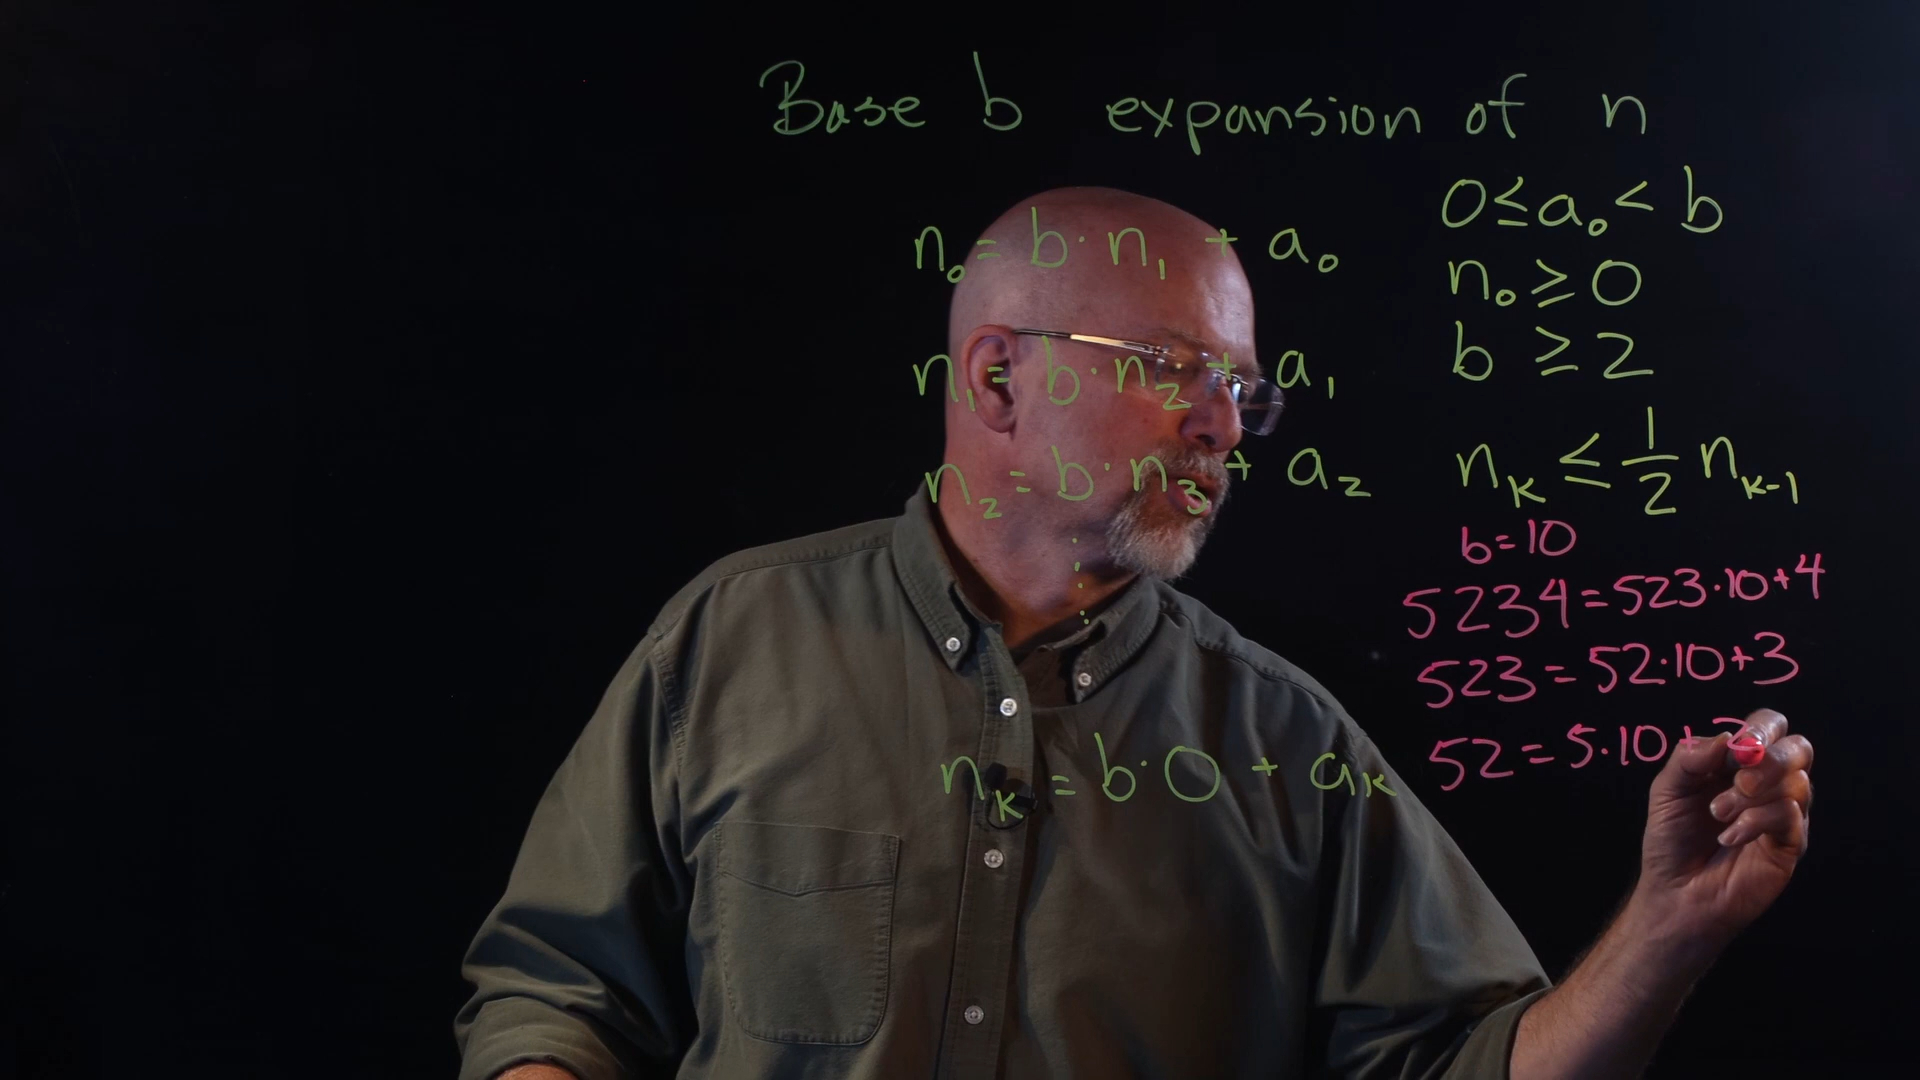 Base b expansion of n
n₀ = b · n₁ + a₀
n₁ = b · n₂ + a₁
n₂ = b · n₃ + a₂
⋮
nₖ = b · 0 + aₖ
0 ≤ a₀ < b
n₀ ≥ 0
b ≥ 2
nₖ ≤ 1/2 nₖ₋₁
b = 10
5234 = 523 · 10 + 4
523 = 52 · 10 + 3
52 = 5 · 10 + 2